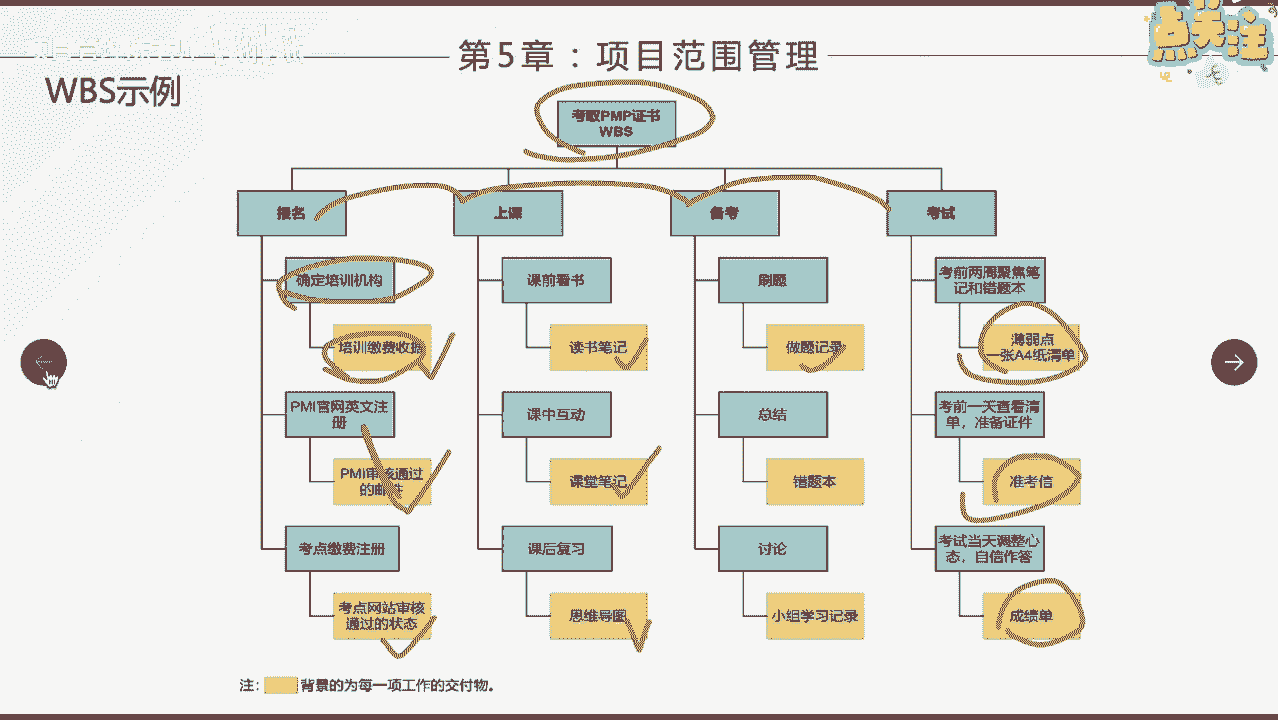 点关注
第5章：项目范围管理
WBS示例
考取PMP证书
WBS
报名
上课
备考
考试
确定培训机构
培训缴费收据
PMI官网英文注
册
PMI审核通过
的邮件
考点缴费注册
考点网站审核
通过的状态
课前看书
读书笔记
课中互动
课堂笔记
课后复习
思维导图
刷题
做题记录
总结
错题本
讨论
小组学习记录
考前两周聚焦笔
记和错题本
薄弱点
一张A4纸清单
考前一天查看清
单，准备证件
准考信
考试当天调整心
态，自信作答
成绩单
注：背景的为每一项工作的交付物。